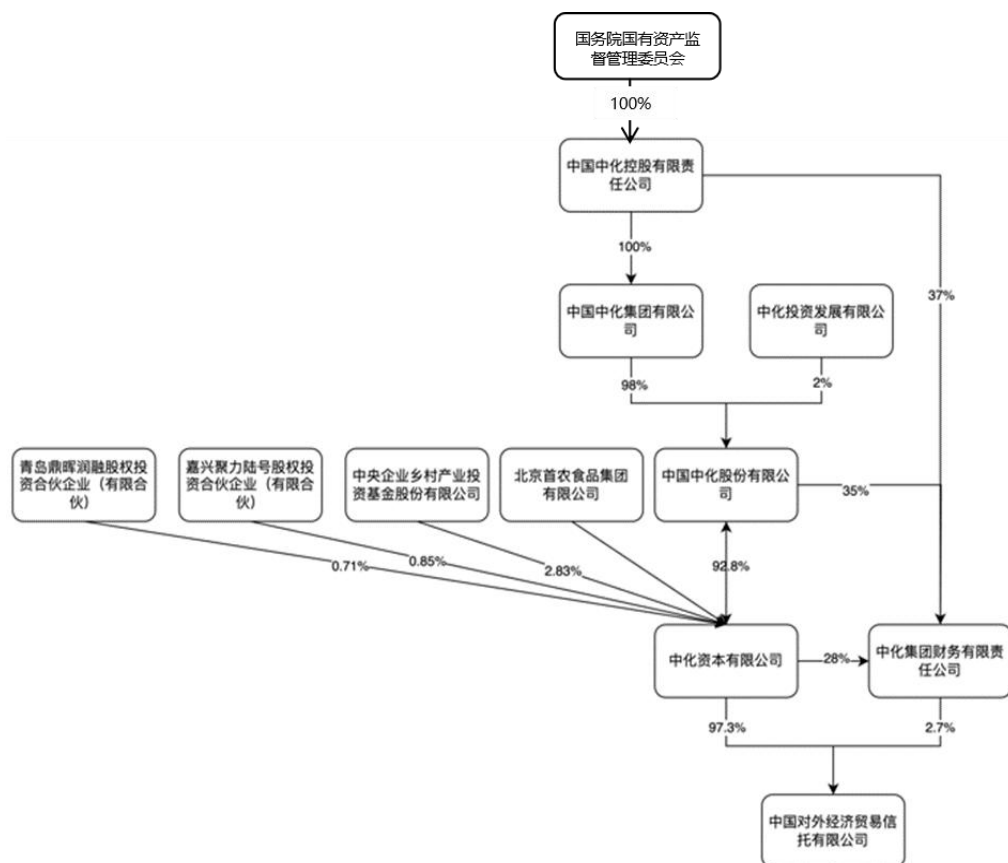 国务院国有资产监
督管理委员会
100%
中国中化控股有限责
任公司
100%
37%
中国中化集团有限公
司
中化投资发展有限公
司
98%
2%
青岛鼎晖润融股权投
资合伙企业（有限合
伙）
嘉兴聚力陆号股权投
资合伙企业（有限合
伙）
中央企业乡村产业投
资基金股份有限公司
北京首农食品集团
有限公司
中国中化股份有限公
司
35%
0.71%
0.85%
2.83%
92.8%
中化资本有限公司
28%
中化集团财务有限责
任公司
97.3%
2.7%
中国对外经济贸易信
托有限公司